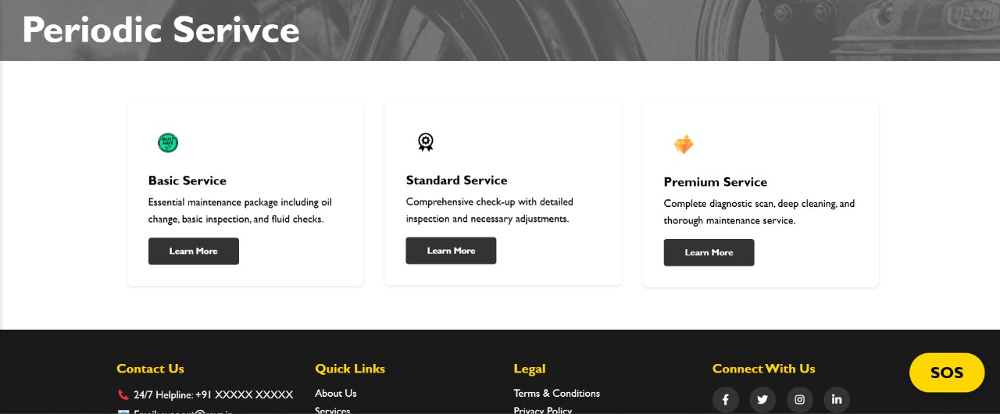 Periodic Serivce
MUST
HAVE
Basic Service
Essential maintenance package including oil
change, basic inspection, and fluid checks.
Learn More
Standard Service
Comprehensive check-up with detailed
inspection and necessary adjustments.
Learn More
Premium Service
Complete diagnostic scan, deep cleaning, and
thorough maintenance service.
Learn More
Contact Us
24/7 Helpline: +91 XXXXX XXXXX
Quick Links
About Us
Services
Legal
Terms & Conditions
Privacy Policy
Connect With Us
SOS